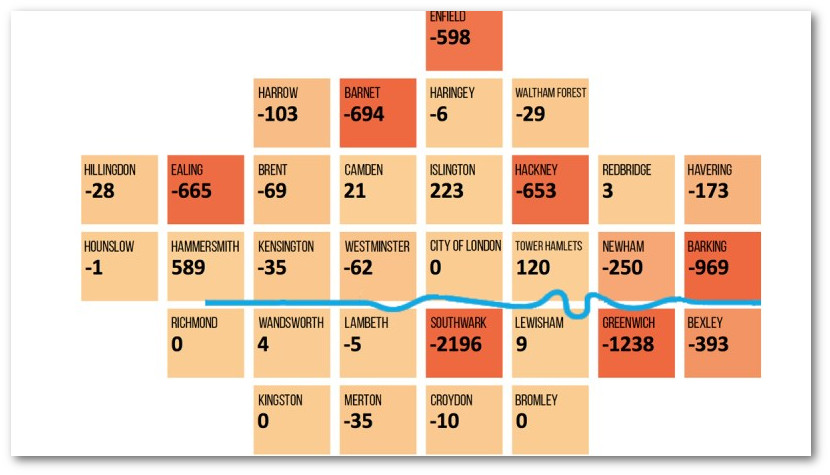 ENFIELD
-598
HARROW BARNET HARINGEY WALTHAM FOREST
-103 -694 -6 -29
HILLINGDON EALING BRENT CAMDEN ISLINGTON HACKNEY REDBRIDGE HAVERING
-28 -665 -69 21 223 -653 3 -173
HOUNSLOW HAMMERSMITH KENSINGTON WESTMINSTER CITY OF LONDON TOWER HAMLETS NEWHAM BARKING
-1 589 -35 -62 0 120 -250 -969
RICHMOND WANDSWORTH LAMBETH SOUTHWARK LEWISHAM GREENWICH BEXLEY
0 4 -5 -2196 9 -1238 -393
KINGSTON MERTON CROYDON BROMLEY
0 -35 -10 0